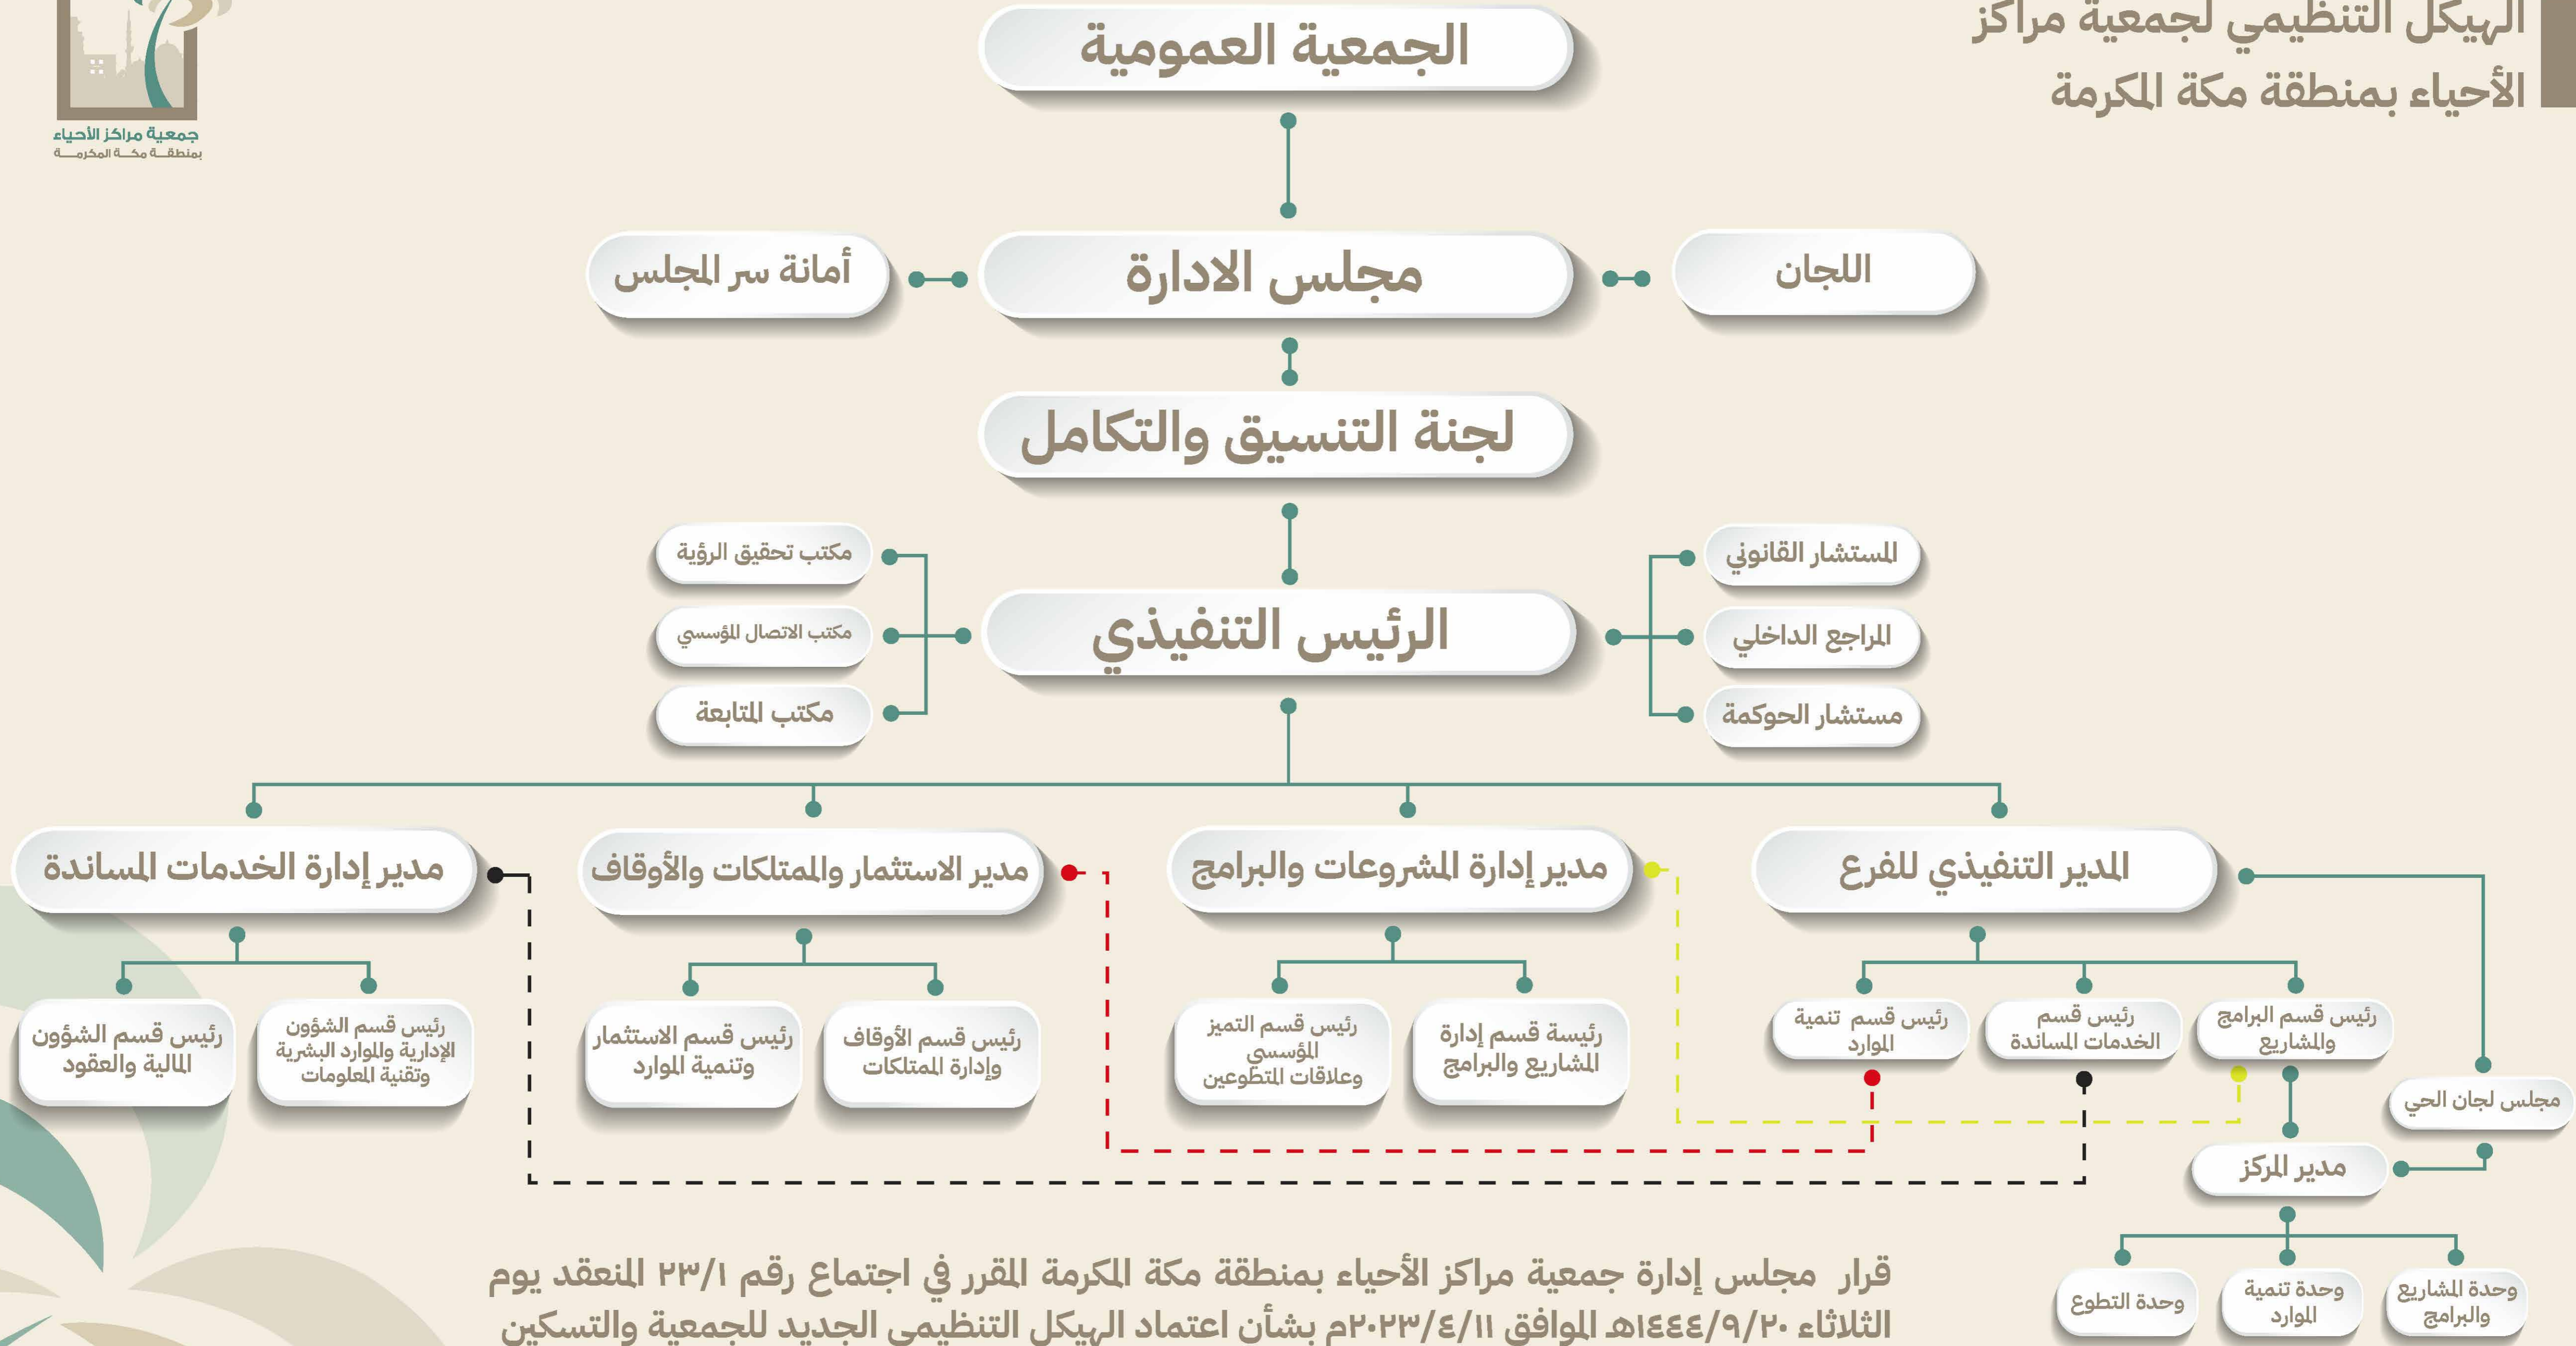 الهيكل التنظيمي لجمعية مراكز
الأحياء بمنطقة مكة المكرمة
جمعية مراكز الأحياء
بمنطقة مكة المكرمة
الجمعية العمومية
اللجان
مجلس الادارة
أمانة سر المجلس
لجنة التنسيق والتكامل
المستشار القانوني
المراجع الداخلي
مستشار الحوكمة
الرئيس التنفيذي
مكتب تحقيق الرؤية
مكتب الاتصال المؤسسي
مكتب المتابعة
المدير التنفيذي للفرع
مدير إدارة المشروعات والبرامج
مدير الاستثمار والممتلكات والأوقاف
مدير إدارة الخدمات المساندة
رئيس قسم البرامج
والمشاريع
رئيس قسم
الخدمات المساندة
رئيس قسم تنمية
الموارد
رئيسة قسم إدارة
المشاريع والبرامج
رئيس قسم التميز
المؤسسي
وعلاقات المتطوعين
رئيس قسم الأوقاف
وإدارة الممتلكات
رئيس قسم الاستثمار
وتنمية الموارد
رئيس قسم الشؤون
الإدارية والموارد البشرية
وتقنية المعلومات
رئيس قسم الشؤون
المالية والعقود
مجلس لجان الحي
مدير المركز
وحدة المشاريع
والبرامج
وحدة تنمية
الموارد
وحدة التطوع
قرار مجلس إدارة جمعية مراكز الأحياء بمنطقة مكة المكرمة المقرر في اجتماع رقم ٢٣/١ المنعقد يوم
الثلاثاء ١٤٤٤/٩/٢٠هـ الموافق ٢٠٢٣/٤/١١م بشأن اعتماد الهيكل التنظيمي الجديد للجمعية والتسكين